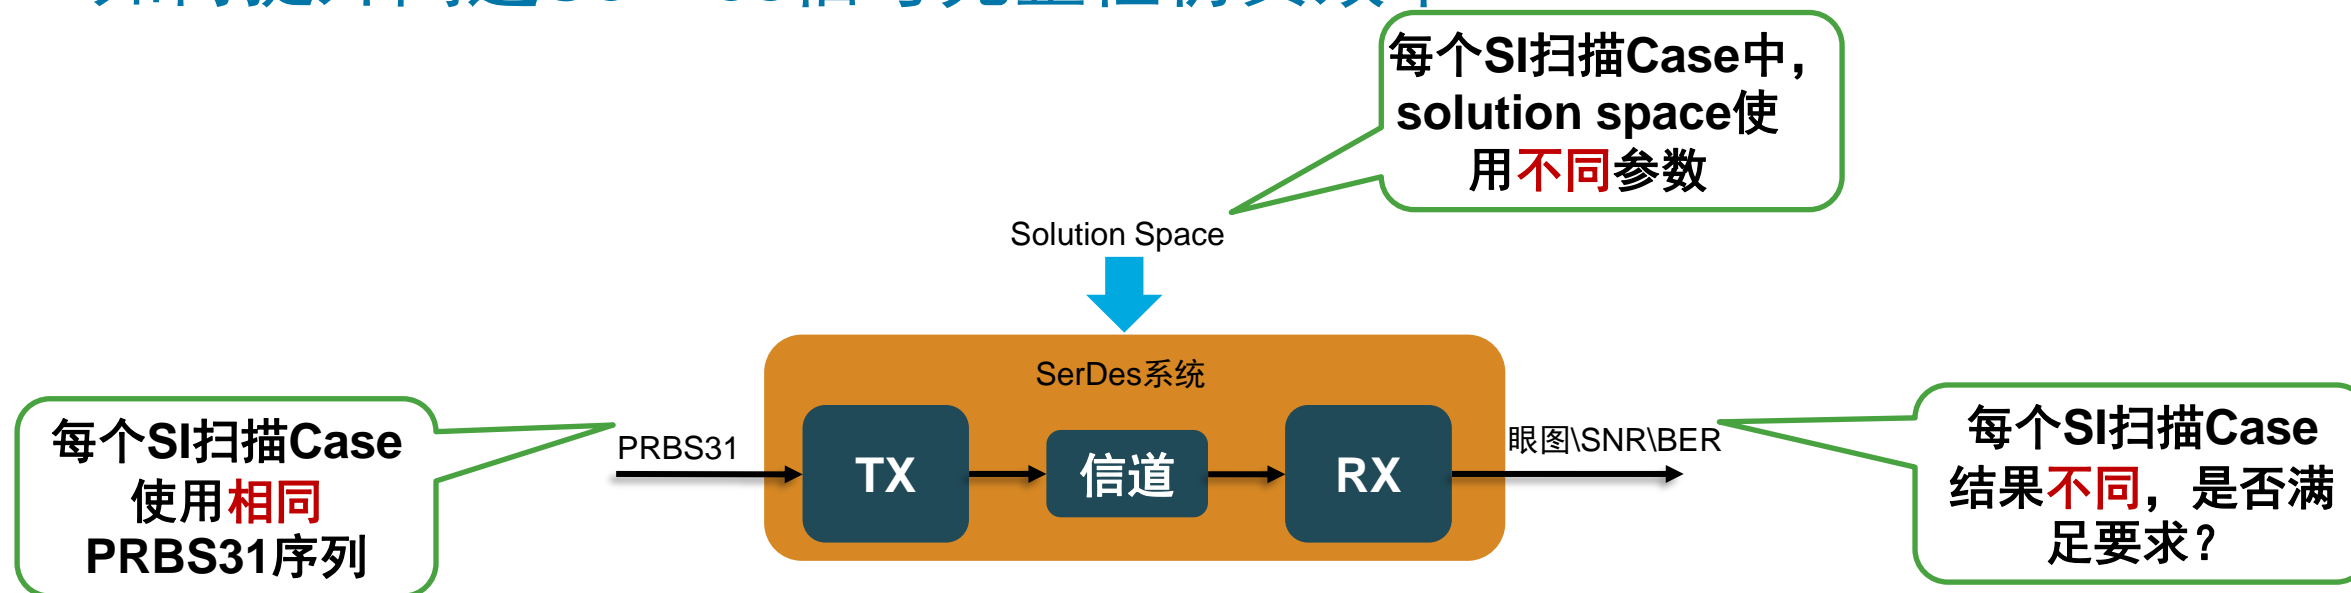 每个SI扫描Case中，
solution space使
用不同参数
Solution Space
SerDes系统
每个SI扫描Case
使用相同
PRBS31序列
PRBS31
TX
信道
RX
眼图\SNR\BER
每个SI扫描Case
结果不同，是否满
足要求？